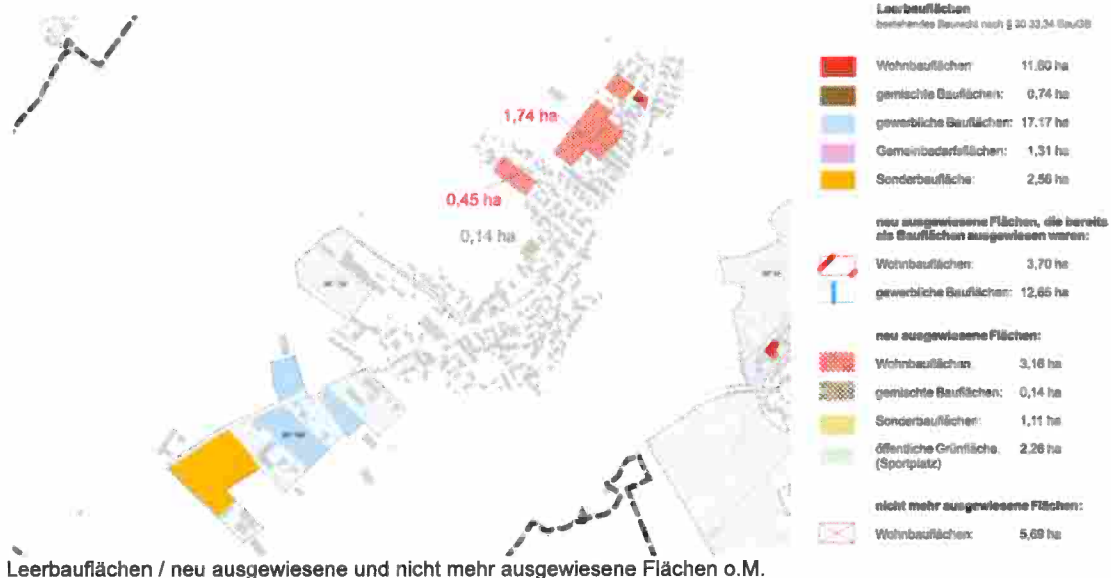 1,74 ha
0,45 ha
0,14 ha
Leerbauflächen
bestehendes Baurecht nach § 30 33,34 BauGB
Wohnbauflächen: 11.60 ha
gemischte Bauflächen: 0,74 ha
gewerbliche Bauflächen: 17.17 ha
Gemeinbedarfsflächen: 1,31 ha
Sonderbaufläche: 2,56 ha
neu ausgewiesene Flächen, die bereits
als Bauflächen ausgewiesen waren:
Wohnbauflächen: 3,70 ha
gewerbliche Bauflächen: 12,65 ha
neu ausgewiesene Flächen:
Wohnbauflächen 3,16 ha
gemischte Bauflächen: 0,14 ha
Sonderbauflächen: 1,11 ha
öffentliche Grünfläche 2,26 ha
(Sportplatz)
nicht mehr ausgewiesene Flächen:
Wohnbauflächen: 5,69 ha
Leerbauflächen / neu ausgewiesene und nicht mehr ausgewiesene Flächen o.M.